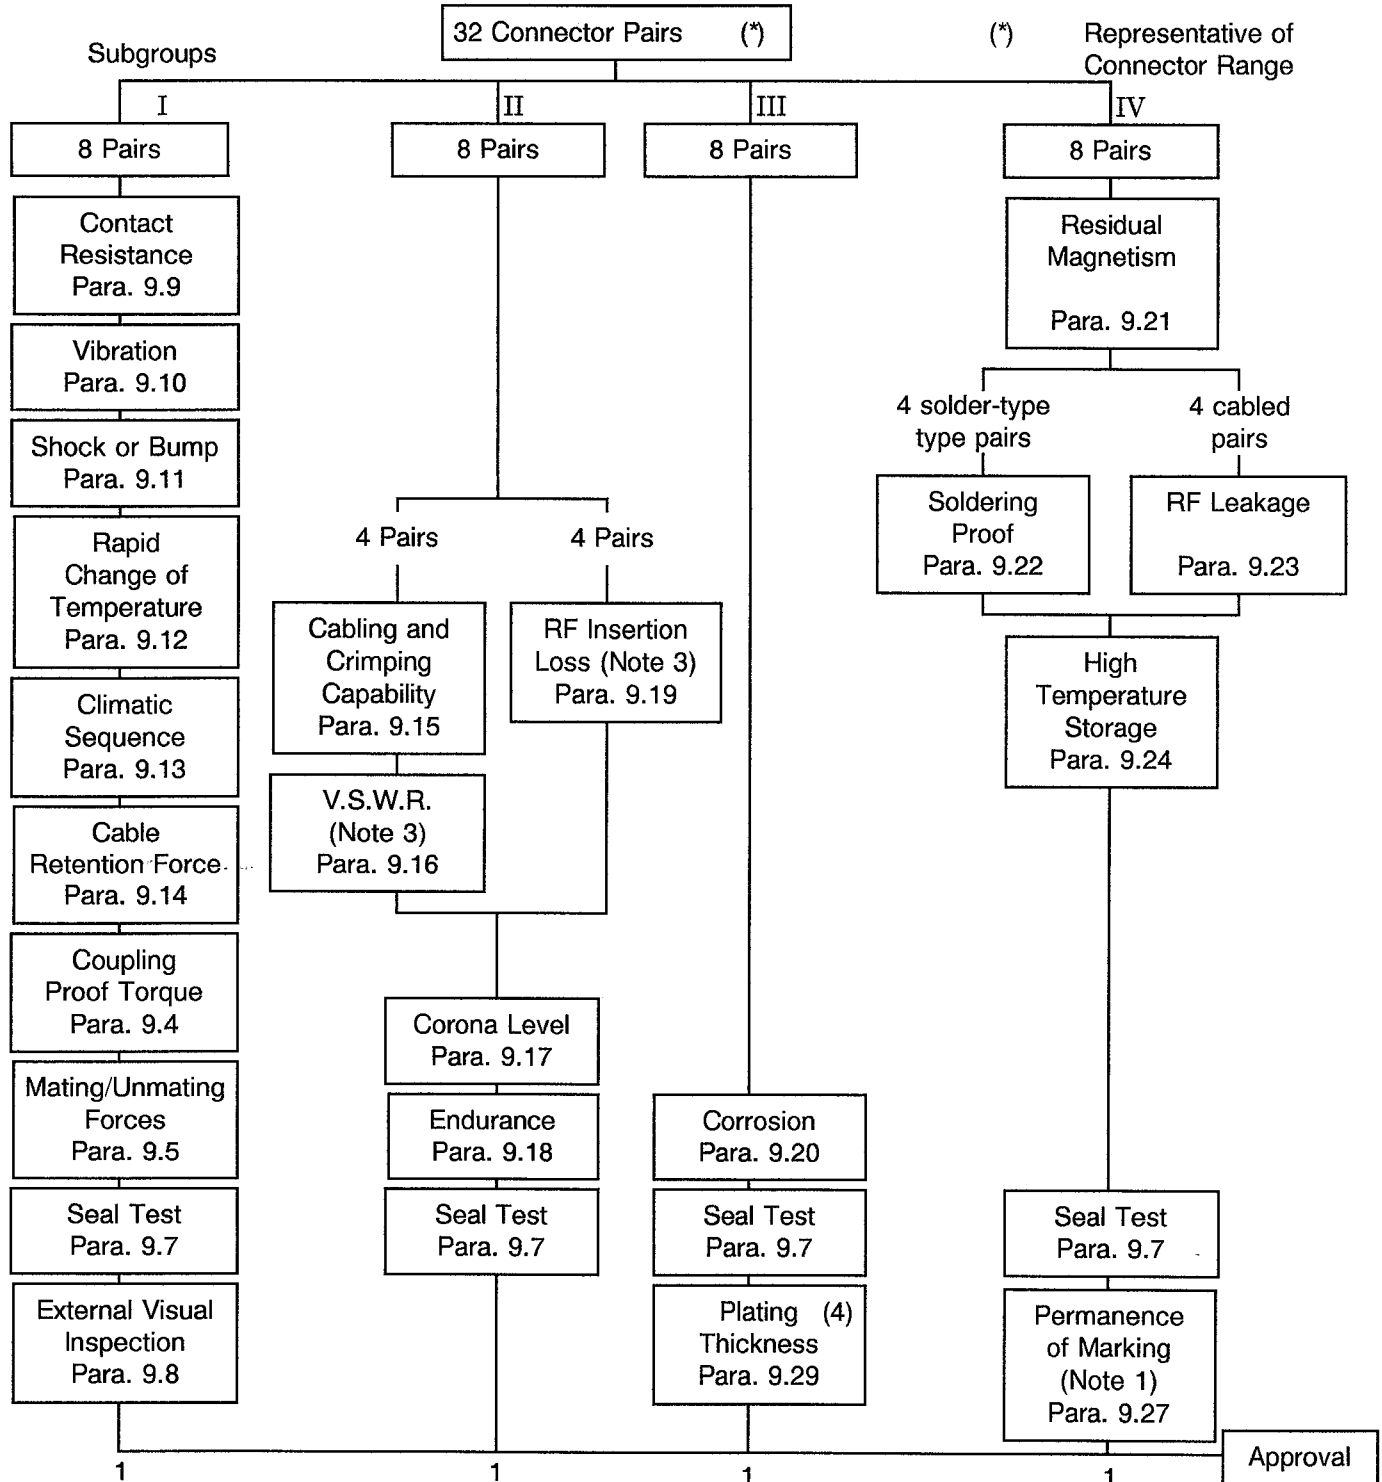 32 Connector Pairs (*)
(*) Representative of
Connector Range
Subgroups
I
8 Pairs
Contact
Resistance
Para. 9.9
Vibration
Para. 9.10
Shock or Bump
Para. 9.11
Rapid
Change of
Temperature
Para. 9.12
Climatic
Sequence
Para. 9.13
Cable
Retention Force
Para. 9.14
Coupling
Proof Torque
Para. 9.4
Mating/Unmating
Forces
Para. 9.5
Seal Test
Para. 9.7
External Visual
Inspection
Para. 9.8
1
II
8 Pairs
4 Pairs
Cabling and
Crimping
Capability
Para. 9.15
V.S.W.R.
(Note 3)
Para. 9.16
4 Pairs
RF Insertion
Loss (Note 3)
Para. 9.19
Corona Level
Para. 9.17
Endurance
Para. 9.18
Seal Test
Para. 9.7
1
III
8 Pairs
Corrosion
Para. 9.20
Seal Test
Para. 9.7
Plating (4)
Thickness
Para. 9.29
1
IV
8 Pairs
Residual
Magnetism
Para. 9.21
4 solder-type
type pairs
Soldering
Proof
Para. 9.22
4 cabled
pairs
RF Leakage
Para. 9.23
High
Temperature
Storage
Para. 9.24
Seal Test
Para. 9.7
Permanence
of Marking
(Note 1)
Para. 9.27
1
Approval